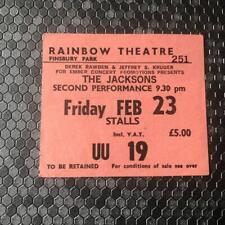 RAINBOW THEATRE
FINSBURY PARK 251
DEREK RAWDEN & JEFFREY S. KRUGER
FOR EMBER CONCERT PROMOTIONS PRESENTS
THE JACKSONS
SECOND PERFORMANCE 9.30 pm
Friday FEB 23
STALLS
Incl. V.A.T. £5.00
UU 19
TO BE RETAINED For conditions of sale see over